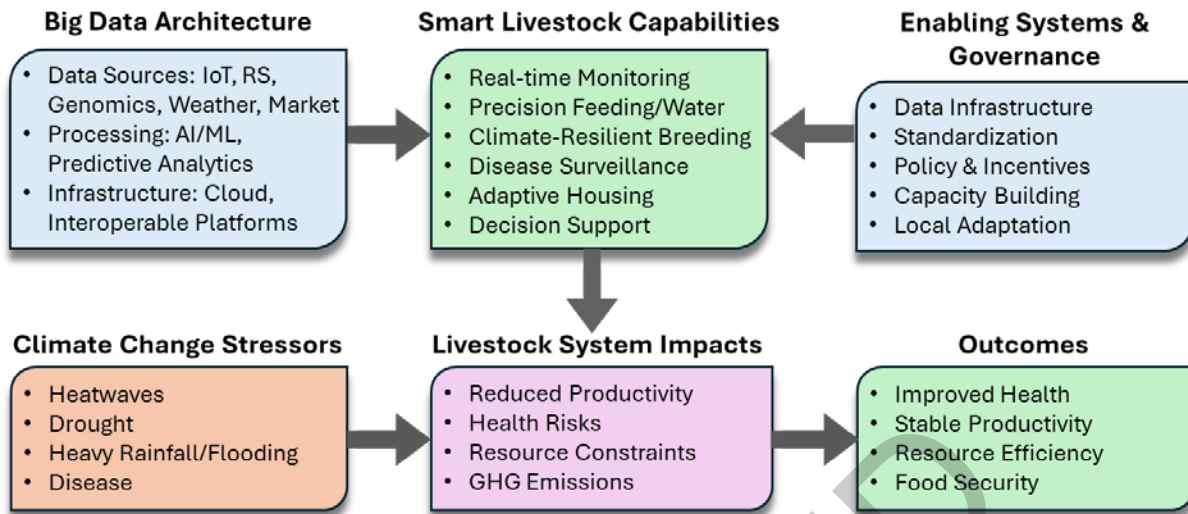 Big Data Architecture
• Data Sources: IoT, RS,
Genomics, Weather, Market
• Processing: AI/ML,
Predictive Analytics
• Infrastructure: Cloud,
Interoperable Platforms
Smart Livestock Capabilities
• Real-time Monitoring
• Precision Feeding/Water
• Climate-Resilient Breeding
• Disease Surveillance
• Adaptive Housing
• Decision Support
Enabling Systems &
Governance
• Data Infrastructure
• Standardization
• Policy & Incentives
• Capacity Building
• Local Adaptation
Climate Change Stressors
• Heatwaves
• Drought
• Heavy Rainfall/Flooding
• Disease
Livestock System Impacts
• Reduced Productivity
• Health Risks
• Resource Constraints
• GHG Emissions
Outcomes
• Improved Health
• Stable Productivity
• Resource Efficiency
• Food Security